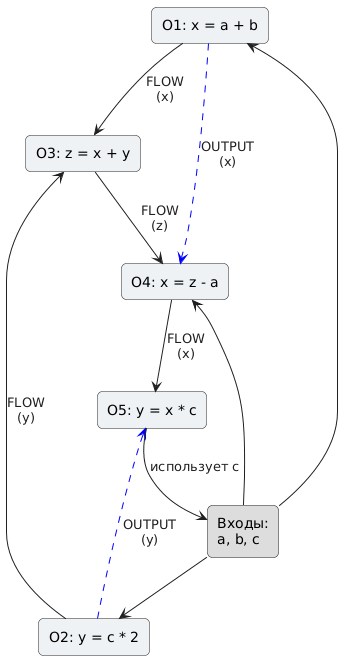 O1: x = a + b
FLOW
(x)
OUTPUT
(x)
O3: z = x + y
FLOW
(z)
O4: x = z - a
FLOW
(x)
FLOW
(y)
O5: y = x * c
использует c
Входы:
a, b, c
OUTPUT
(y)
O2: y = c * 2